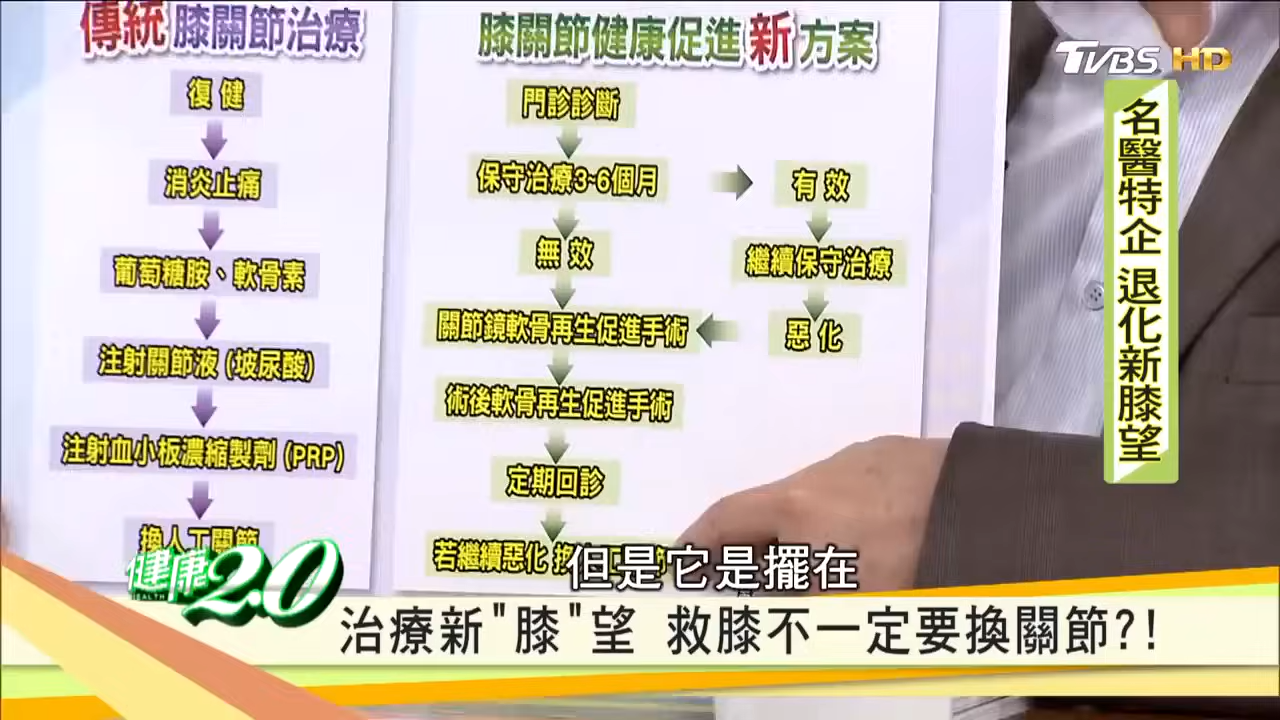 傳統膝關節治療
復健
消炎止痛
葡萄糖胺、軟骨素
注射關節液(坡尿酸)
注射血小板濃縮製劑(PRP)
換人工關節
膝關節健康促進新方案
門診診斷
保守治療3~6個月
有效
無效
繼續保守治療
關節鏡軟骨再生促進手術
惡化
術後軟骨再生促進手術
定期回診
若繼續惡化
TVBS HD
名醫特企 退化新膝望
但是它是擺在
健康2.0
HEALTH
治療新"膝"望 救膝不一定要換關節?!